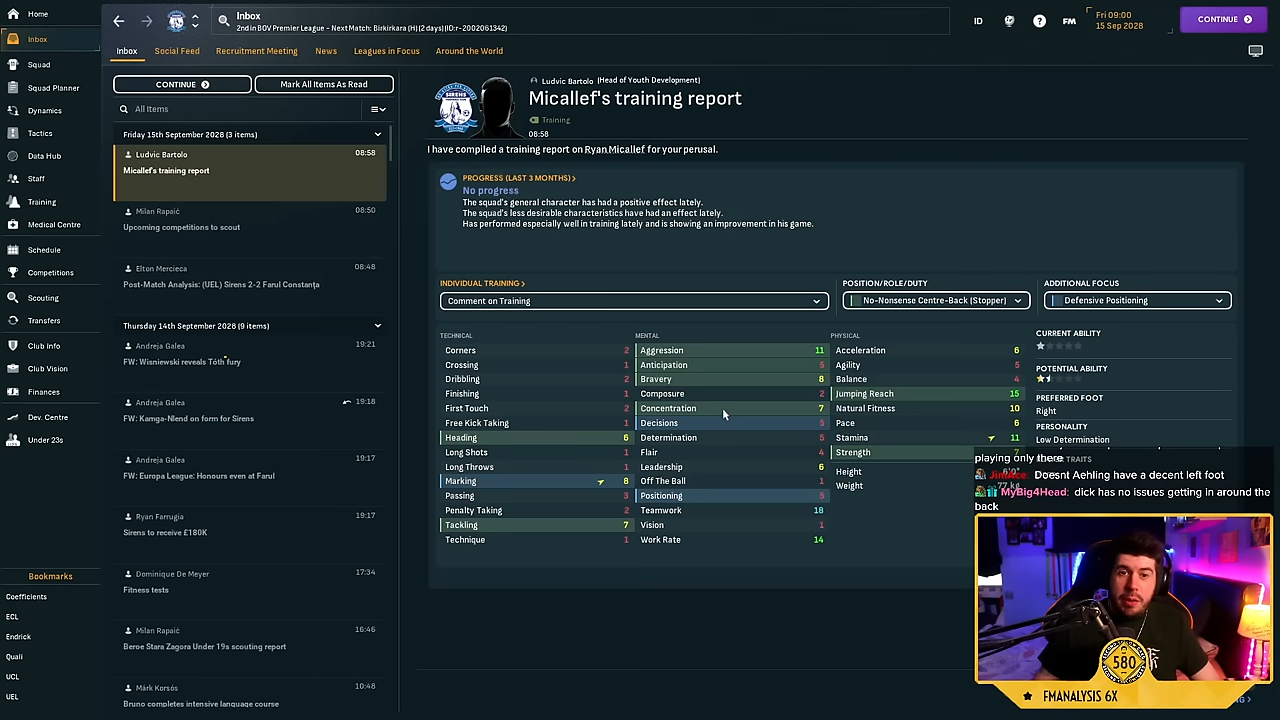 Home
Inbox
2nd in BOV Premier League - Next Match: Birkirkara (H) (2 days) (ID:r-2002061342)
ID
FM
Fri 09:00
15 Sep 2028
CONTINUE
Inbox
Squad
Squad Planner
Dynamics
Tactics
Data Hub
Staff
Training
Medical Centre
Schedule
Competitions
Scouting
Transfers
Club Info
Club Vision
Finances
Dev. Centre
Under 23s
Bookmarks
Coefficients
ECL
Endrick
Quali
UCL
UEL
Inbox
Social Feed
Recruitment Meeting
News
Leagues in Focus
Around the World
CONTINUE
Mark All Items As Read
All Items
Friday 15th September 2028 (3 items)
Ludvic Bartolo 08:58
Micallef's training report
Milan Rapaić 08:50
Upcoming competitions to scout
Elton Mercieca 08:48
Post-Match Analysis: (UEL) Sirens 2-2 Farul Constanţa
Thursday 14th September 2028 (9 items)
Andreja Galea 19:21
FW: Wisniewski reveals Tóth fury
Andreja Galea 19:18
FW: Kamga-Nlend on form for Sirens
Andreja Galea 19:17
FW: Europa League: Honours even at Farul
Ryan Farrugia 19:17
Sirens to receive £180K
Dominique De Meyer 17:34
Fitness tests
Milan Rapaić 16:46
Beroe Stara Zagora Under 19s scouting report
Márk Korsós 10:48
Bruno completes intensive language course
SIRENS
Ludvic Bartolo (Head of Youth Development)
Micallef's training report
Training
08:58
I have compiled a training report on Ryan Micallef for your perusal.
PROGRESS (LAST 3 MONTHS)
No progress
The squad's general character has had a positive effect lately.
The squad's less desirable characteristics have had an effect lately.
Has performed especially well in training lately and is showing an improvement in his game.
INDIVIDUAL TRAINING
Comment on Training
POSITION/ROLE/DUTY
No-Nonsense Centre-Back (Stopper)
ADDITIONAL FOCUS
Defensive Positioning
TECHNICAL
Corners 2
Crossing 1
Dribbling 2
Finishing 1
First Touch 2
Free Kick Taking 1
Heading 6
Long Shots 1
Long Throws 1
Marking 8
Passing 3
Penalty Taking 2
Tackling 7
Technique 1
MENTAL
Aggression 11
Anticipation 5
Bravery 8
Composure 2
Concentration 7
Decisions 5
Determination 5
Flair 4
Leadership 6
Off The Ball 1
Positioning 5
Teamwork 18
Vision 1
Work Rate 14
PHYSICAL
Acceleration 6
Agility 5
Balance 4
Jumping Reach 15
Natural Fitness 10
Pace 6
Stamina 11
Strength 7
Height 6'0"
Weight 77 kg
CURRENT ABILITY
POTENTIAL ABILITY
PREFERRED FOOT
Right
PERSONALITY
Low Determination
TRAITS
playing only there
JimAce: Doesnt Aehling have a decent left foot
MyBig4Head: dick has no issues getting in around the
back
580
FMANALYSIS 6X